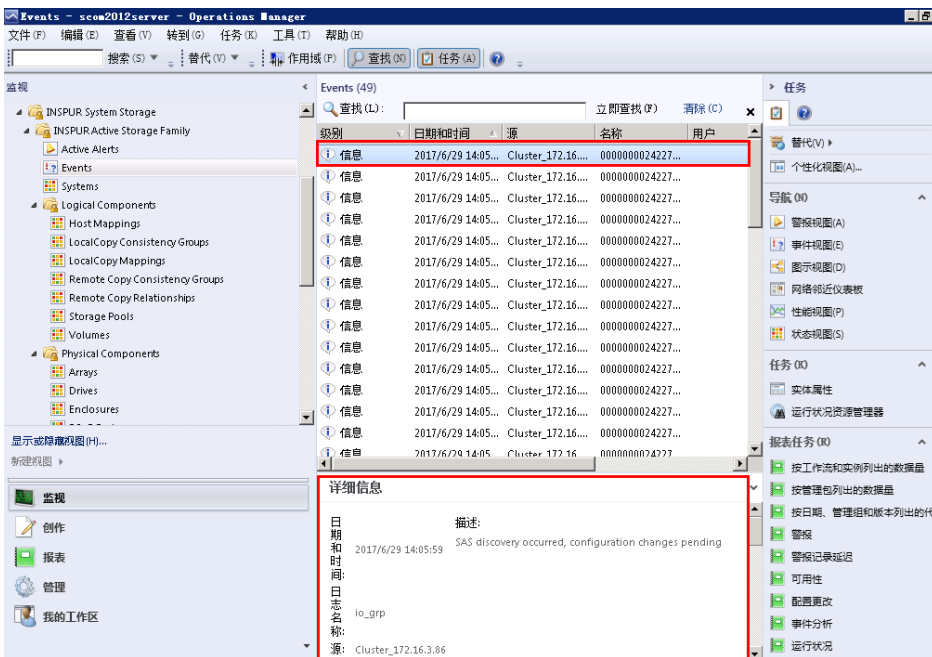 Events - scom2012server - Operations Manager
文件(F) 编辑(E) 查看(V) 转到(G) 任务(K) 工具(T) 帮助(H)
搜索(S) 替代(V) 作用域(P) 查找(N) 任务(A)
监视
INSPUR System Storage
INSPUR Active Storage Family
Active Alerts
Events
Systems
Logical Components
Host Mappings
LocalCopy Consistency Groups
LocalCopy Mappings
Remote Copy Consistency Groups
Remote Copy Relationships
Storage Pools
Volumes
Physical Components
Arrays
Drives
Enclosures
显示或隐藏视图(H)...
新建视图
监视
创作
报表
管理
我的工作区
Events (49)
查找(L): 立即查找(F) 清除(C)
级别 日期和时间 源 名称 用户
信息 2017/6/29 14:05... Cluster_172.16.... 0000000024227...
信息 2017/6/29 14:05... Cluster_172.16.... 0000000024227...
信息 2017/6/29 14:05... Cluster_172.16.... 0000000024227...
信息 2017/6/29 14:05... Cluster_172.16.... 0000000024227...
信息 2017/6/29 14:05... Cluster_172.16.... 0000000024227...
信息 2017/6/29 14:05... Cluster_172.16.... 0000000024227...
信息 2017/6/29 14:05... Cluster_172.16.... 0000000024227...
信息 2017/6/29 14:05... Cluster_172.16.... 0000000024227...
信息 2017/6/29 14:05... Cluster_172.16.... 0000000024227...
信息 2017/6/29 14:05... Cluster_172.16.... 0000000024227...
信息 2017/6/29 14:05... Cluster_172.16.... 0000000024227...
信息 2017/6/29 14:05... Cluster_172.16.... 0000000024227...
信息 2017/6/29 14:05... Cluster_172.16.... 0000000024227...
信息 2017/6/29 14:05... Cluster_172.16.... 0000000024227...
信息 2017/6/29 14:05 Cluster 172 16 0000000024227
详细信息
日期和时间: 2017/6/29 14:05:59
描述:
SAS discovery occurred, configuration changes pending
日志名称: io_grp
源: Cluster_172.16.3.86
任务
替代(V)
个性化视图(A)...
导航(N)
警报视图(A)
事件视图(E)
图示视图(D)
网络邻近仪表板
性能视图(P)
状态视图(S)
任务(K)
实体属性
运行状况资源管理器
报表任务(R)
按工作流和实例列出的数据量
按管理包列出的数据量
按日期、管理组和版本列出的代
警报
警报记录延迟
可用性
配置更改
事件分析
运行状况